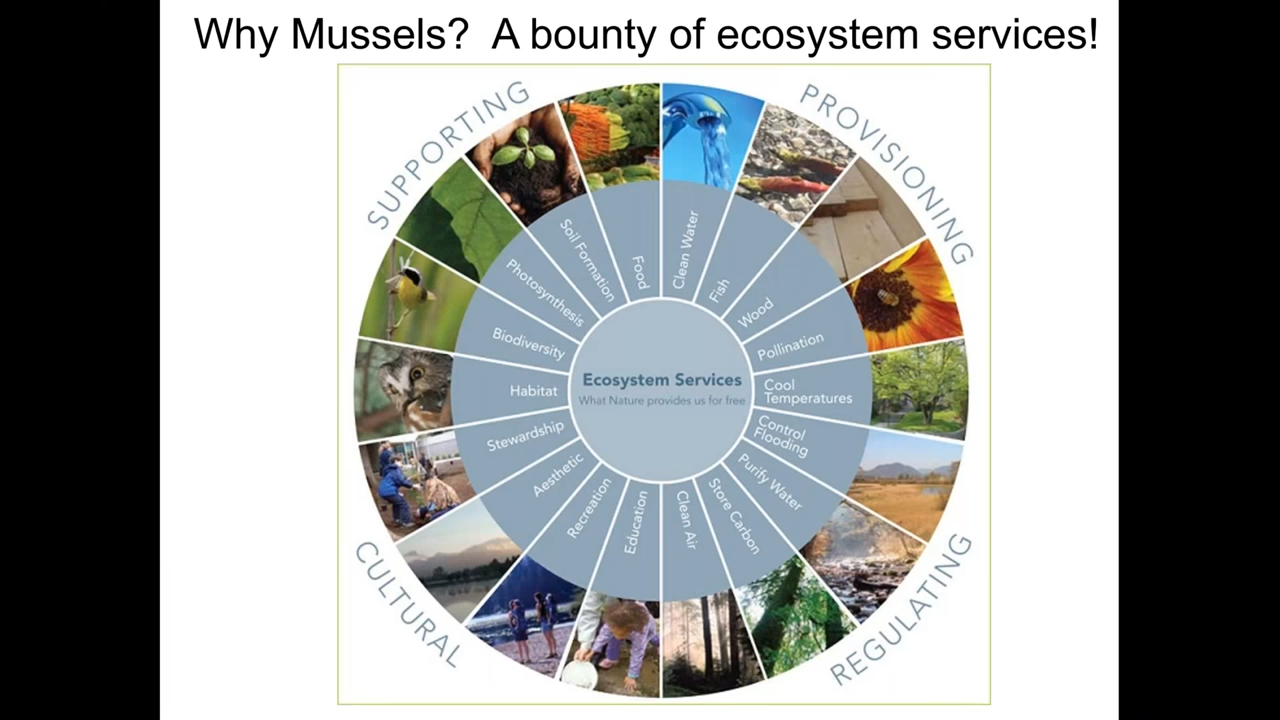 Why Mussels? A bounty of ecosystem services!
SUPPORTING
PROVISIONING
Food
Clean Water
Fish
Wood
Pollination
Cool
Temperatures
Control
Flooding
Purify Water
Store Carbon
Clean Air
Education
Recreation
Aesthetic
Stewardship
Habitat
Biodiversity
Photosynthesis
Soil Formation
Ecosystem Services
What Nature provides us for free
CULTURAL
REGULATING